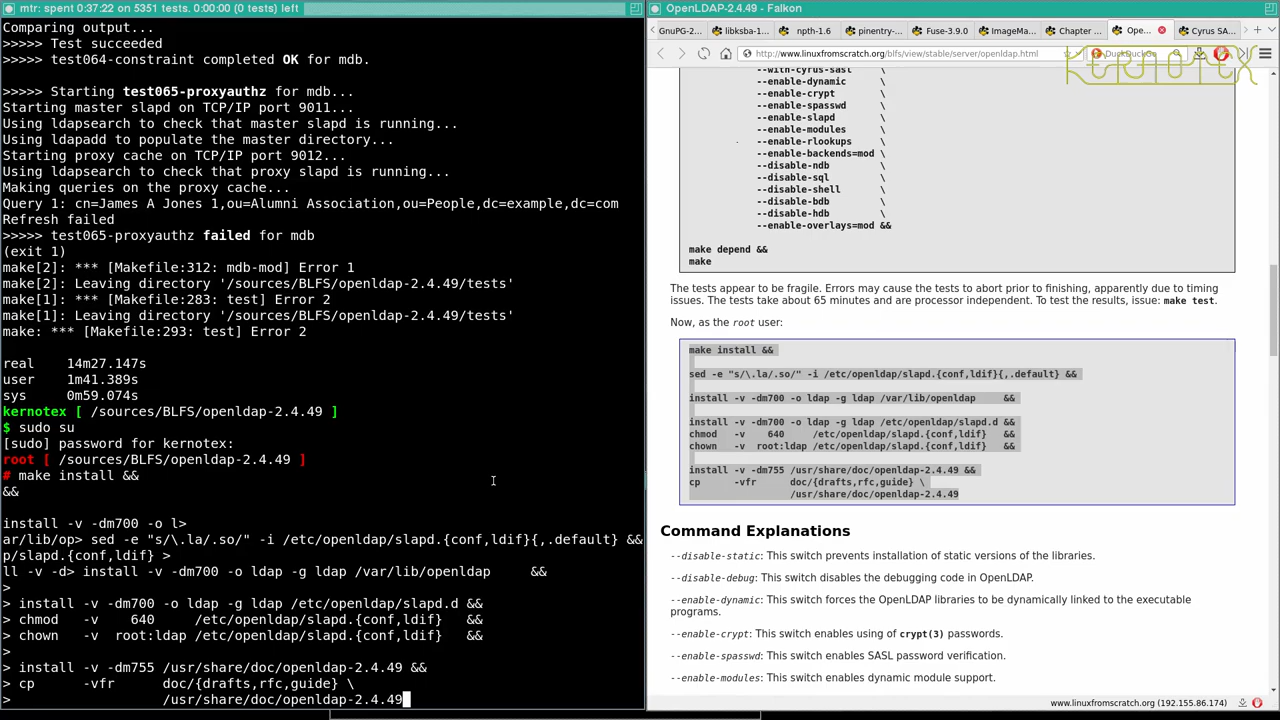 mtr: spent 0:37:22 on 5351 tests. 0:00:00 (0 tests) left
Comparing output...
>>>>> Test succeeded
>>>>> test064-constraint completed OK for mdb.
>>>>> Starting test065-proxyauthz for mdb...
Starting master slapd on TCP/IP port 9011...
Using ldapsearch to check that master slapd is running...
Using ldapadd to populate the master directory...
Starting proxy cache on TCP/IP port 9012...
Using ldapsearch to check that proxy slapd is running...
Making queries on the proxy cache...
Query 1: cn=James A Jones 1,ou=Alumni Association,ou=People,dc=example,dc=com
Refresh failed
>>>>> test065-proxyauthz failed for mdb
(exit 1)
make[2]: *** [Makefile:312: mdb-mod] Error 1
make[2]: Leaving directory '/sources/BLFS/openldap-2.4.49/tests'
make[1]: *** [Makefile:283: test] Error 2
make[1]: Leaving directory '/sources/BLFS/openldap-2.4.49/tests'
make: *** [Makefile:293: test] Error 2
real    14m27.147s
user    1m41.389s
sys     0m59.074s
kernotex [ /sources/BLFS/openldap-2.4.49 ]
$ sudo su
[sudo] password for kernotex:
root [ /sources/BLFS/openldap-2.4.49 ]
# make install &&
&&
install -v -dm700 -o l>
ar/lib/op> sed -e "s/\.la/.so/" -i /etc/openldap/slapd.{conf,ldif}{,.default} &&
p/slapd.{conf,ldif} >
ll -v -d> install -v -dm700 -o ldap -g ldap /var/lib/openldap     &&
>
> install -v -dm700 -o ldap -g ldap /etc/openldap/slapd.d &&
> chmod   -v    640     /etc/openldap/slapd.{conf,ldif}   &&
> chown   -v  root:ldap /etc/openldap/slapd.{conf,ldif}   &&
>
> install -v -dm755 /usr/share/doc/openldap-2.4.49 &&
> cp      -vfr      doc/{drafts,rfc,guide} \
>                   /usr/share/doc/openldap-2.4.49
OpenLDAP-2.4.49 - Falkon
GnuPG-2... libksba-1... npth-1.6 pinentry-... Fuse-3.9.0 ImageMa... Chapter ... Ope... Cyrus SA...
http://www.linuxfromscratch.org/blfs/view/stable/server/openldap.html
DuckDuckGo
KERNOTEX
--with-cyrus-sasl \
--enable-dynamic \
--enable-crypt \
--enable-spasswd \
--enable-slapd \
--enable-modules \
--enable-rlookups \
--enable-backends=mod \
--disable-ndb \
--disable-sql \
--disable-shell \
--disable-bdb \
--disable-hdb \
--enable-overlays=mod &&
make depend &&
make
The tests appear to be fragile. Errors may cause the tests to abort prior to finishing, apparently due to timing
issues. The tests take about 65 minutes and are processor independent. To test the results, issue: make test.
Now, as the root user:
make install &&
sed -e "s/\.la/.so/" -i /etc/openldap/slapd.{conf,ldif}{,.default} &&
install -v -dm700 -o ldap -g ldap /var/lib/openldap     &&
install -v -dm700 -o ldap -g ldap /etc/openldap/slapd.d &&
chmod   -v    640     /etc/openldap/slapd.{conf,ldif}   &&
chown   -v  root:ldap /etc/openldap/slapd.{conf,ldif}   &&
install -v -dm755 /usr/share/doc/openldap-2.4.49 &&
cp      -vfr      doc/{drafts,rfc,guide} \
/usr/share/doc/openldap-2.4.49
Command Explanations
--disable-static: This switch prevents installation of static versions of the libraries.
--disable-debug: This switch disables the debugging code in OpenLDAP.
--enable-dynamic: This switch forces the OpenLDAP libraries to be dynamically linked to the executable
programs.
--enable-crypt: This switch enables using of crypt(3) passwords.
--enable-spasswd: This switch enables SASL password verification.
--enable-modules: This switch enables dynamic module support.
www.linuxfromscratch.org (192.155.86.174)